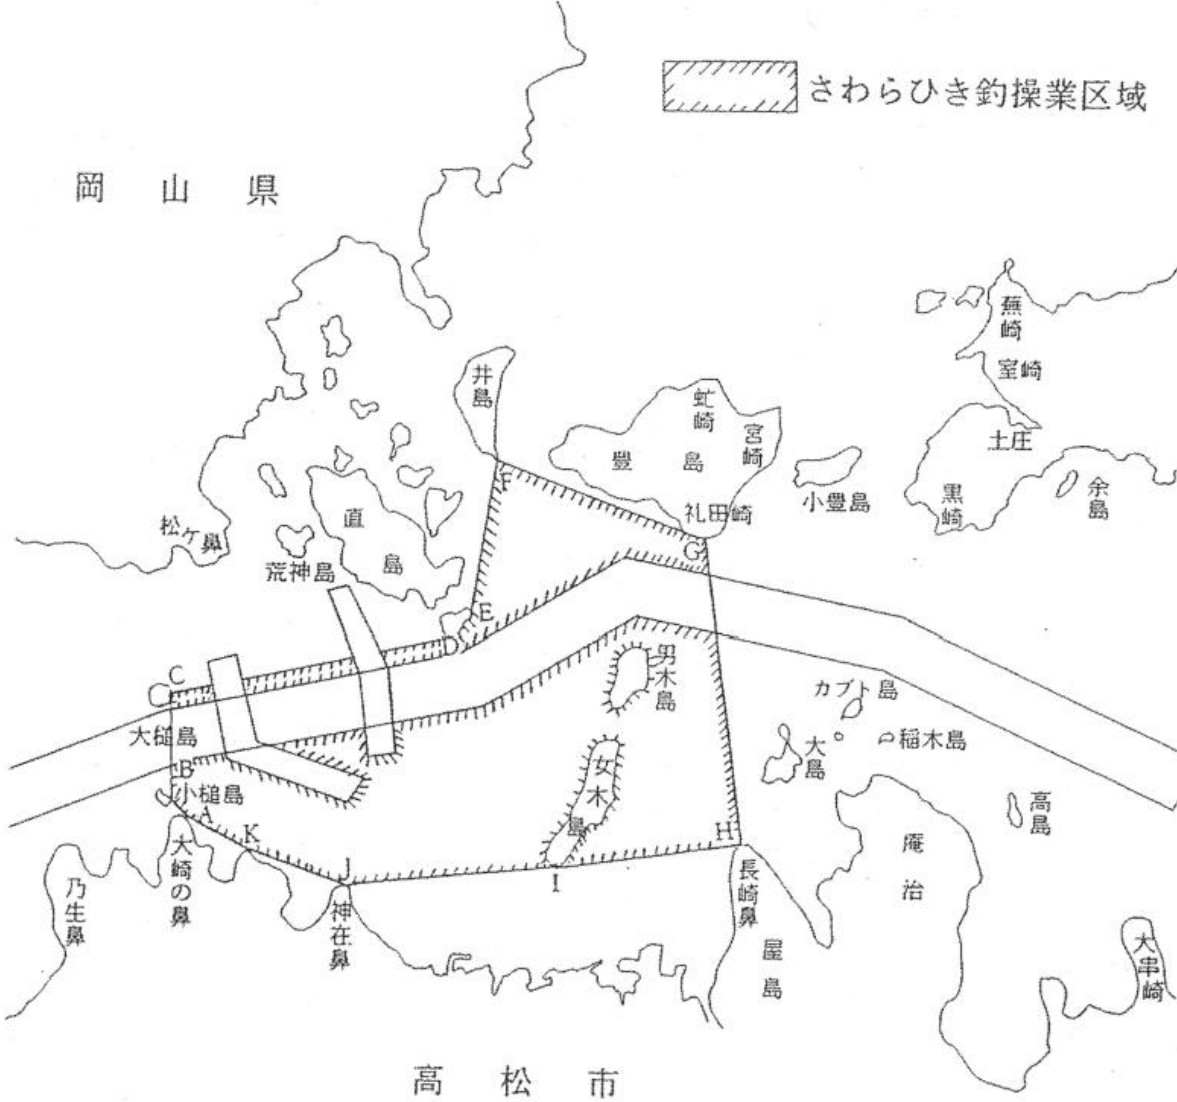 さわらひき釣操業区域
岡山県
蕪崎
室崎
土庄
井島
虻崎
宮崎
豊島
小豊島
黒崎
余島
礼田崎
松ヶ鼻
直島
荒神島
F
G
E
D
C
男木島
カブト島
大槌島
大島
稲木島
B
女木島
小槌島
高島
A
K
H
庵治
大崎の鼻
J
I
長崎鼻
乃生鼻
神在鼻
屋島
大串崎
高松市